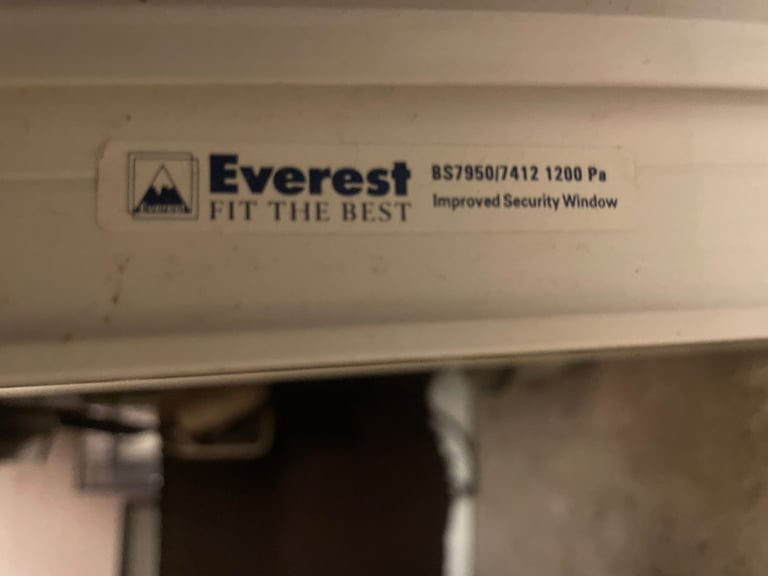 Everest
FIT THE BEST
BS7950/7412 1200 Pa
Improved Security Window